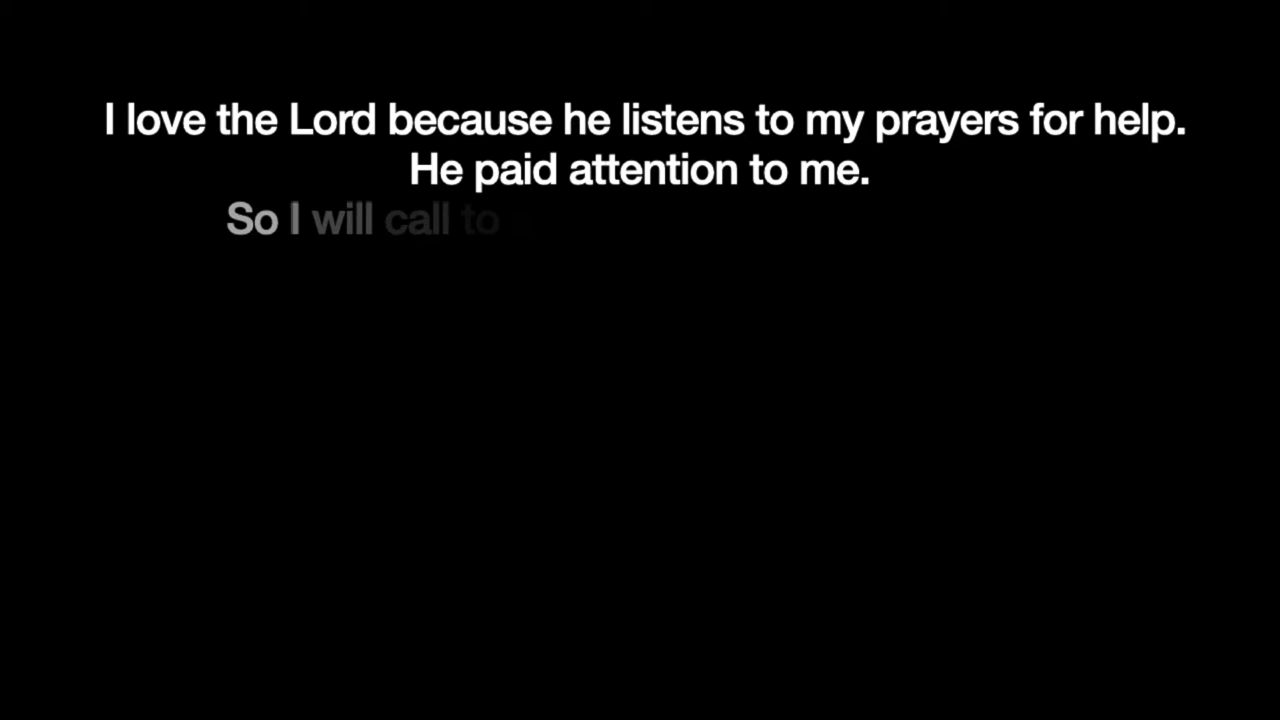 I love the Lord because he listens to my prayers for help.
He paid attention to me.
So I will call to